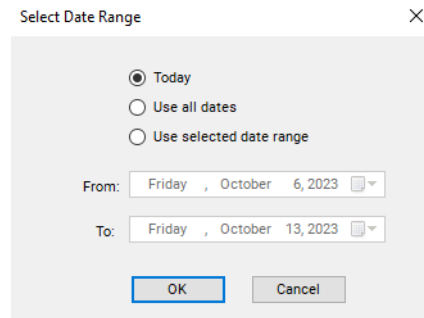 Select Date Range
Today
Use all dates
Use selected date range
From: Friday , October 6, 2023
To: Friday , October 13, 2023
OK Cancel